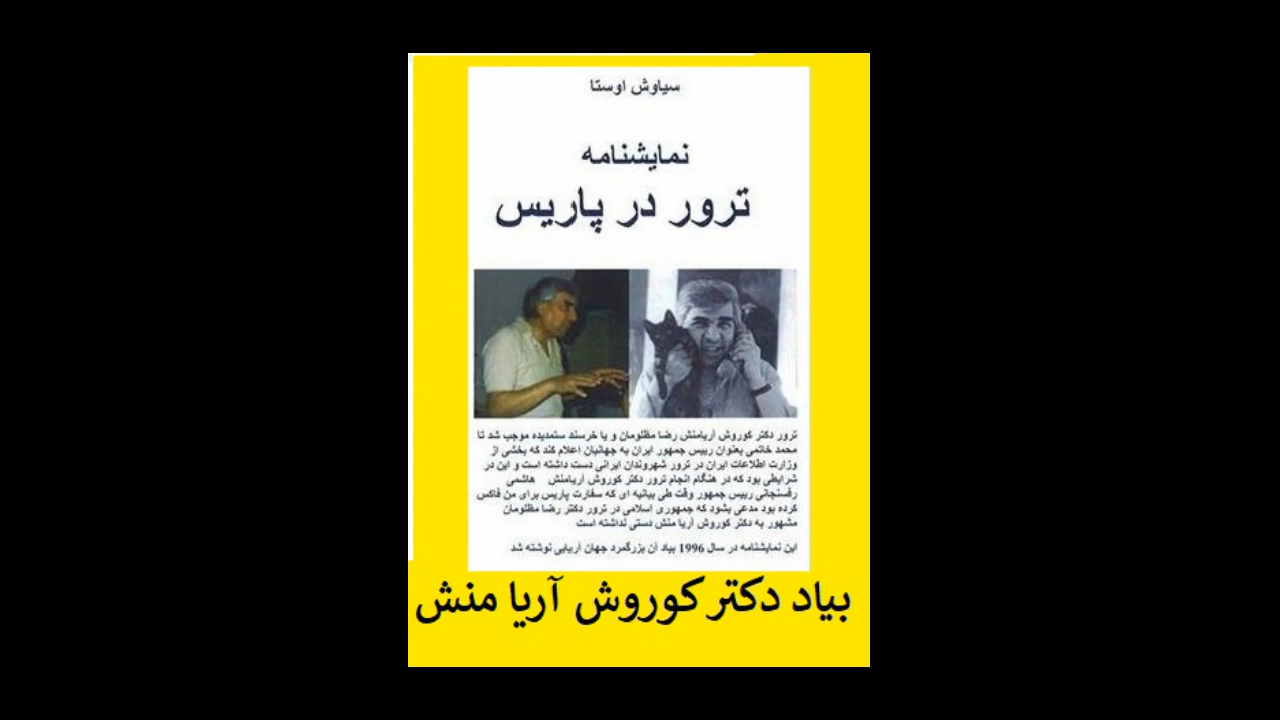 سیاوش اوستا
نمایشنامه
ترور در پاریس
ترور دکتر کوروش آریامنش رضا مظلومان و یا خرسند ستمدیده موجب شد تا
محمد خاتمی بعنوان رییس جمهور ایران به جهانیان اعلام کند که بخشی از
وزارت اطلاعات ایران در ترور شهروندان ایرانی دست داشته است و این در
شرایطی بود که در هنگام انجام ترور دکتر کوروش آریامنش هاشمی
رفسنجانی رییس جمهور وقت طی بیانیه ای که سفارت پاریس برای من فاکس
کرده بود مدعی بشود که جمهوری اسلامی در ترور دکتر رضا مظلومان
مشهور به دکتر کوروش آریا منش دستی نداشته است
این نمایشنامه در سال 1996 بیاد آن بزرگمرد جهان آریایی نوشته شد
بیاد دکتر کوروش آریا منش